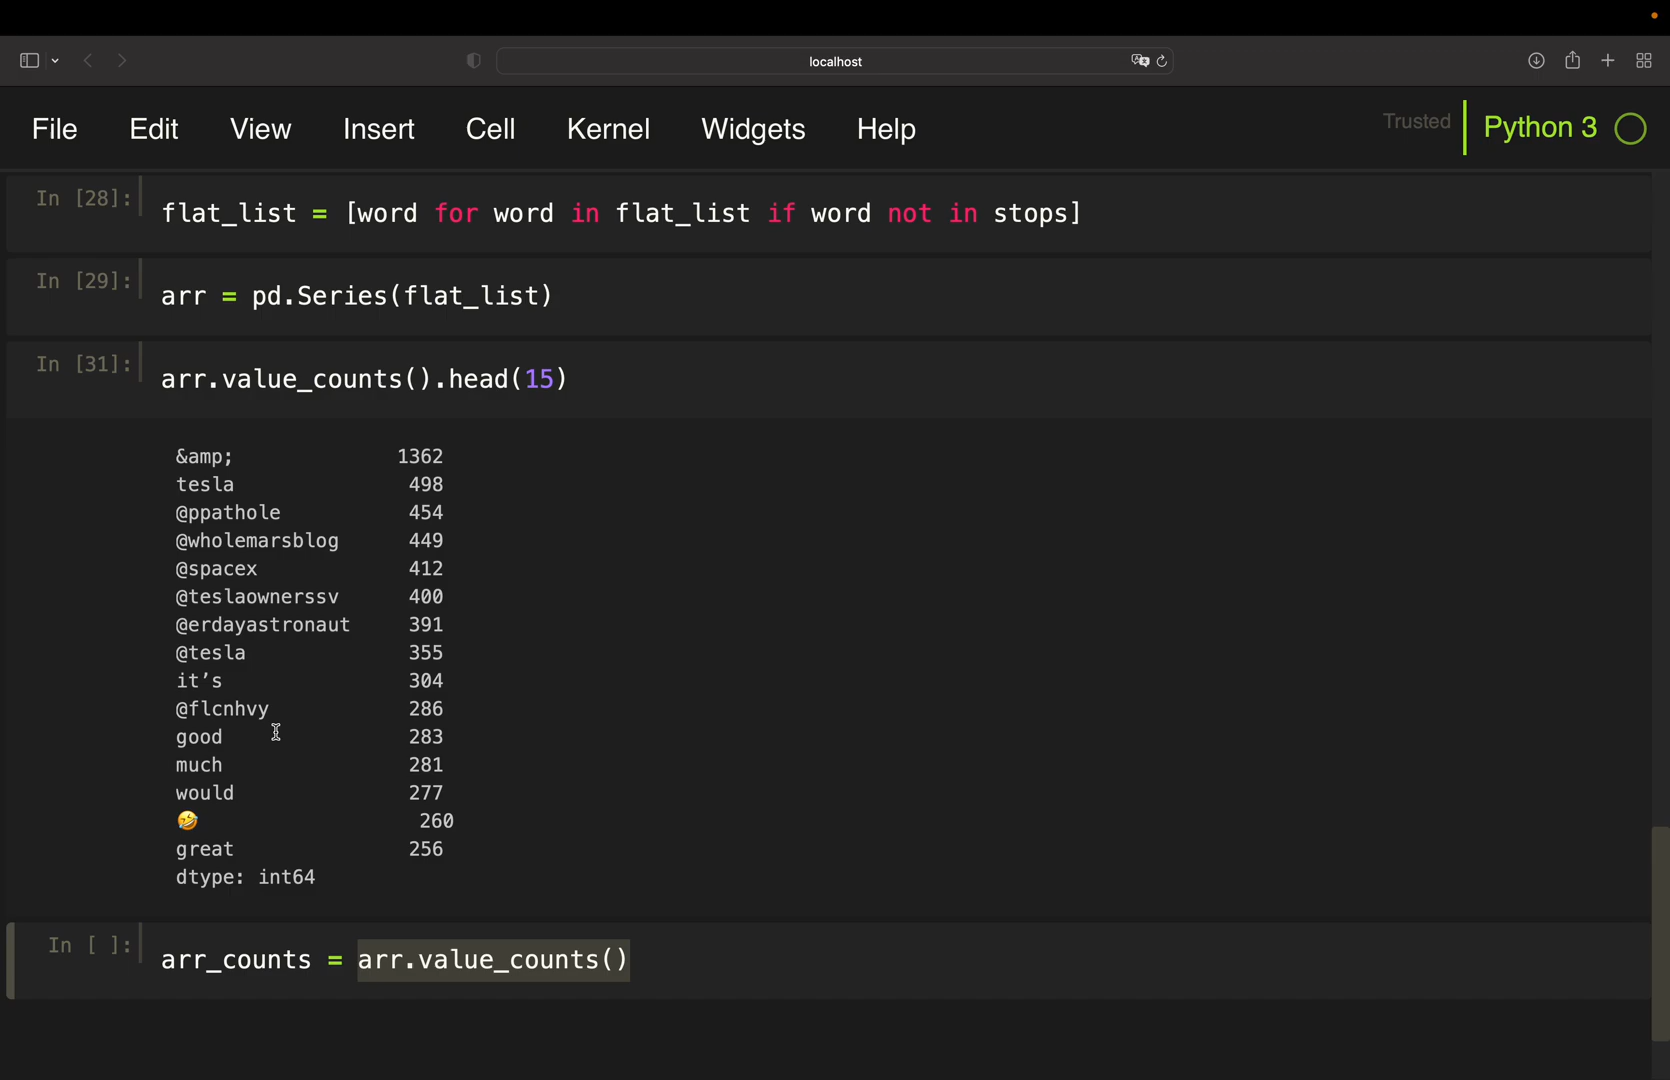 localhost
File Edit View Insert Cell Kernel Widgets Help Trusted Python 3
In [28]: flat_list = [word for word in flat_list if word not in stops]
In [29]: arr = pd.Series(flat_list)
In [31]: arr.value_counts().head(15)
&amp; 1362
tesla 498
@ppathole 454
@wholemarsblog 449
@spacex 412
@teslaownerssv 400
@erdayastronaut 391
@tesla 355
it’s 304
@flcnhvy 286
good 283
much 281
would 277
🤣 260
great 256
dtype: int64
In [ ]: arr_counts = arr.value_counts()